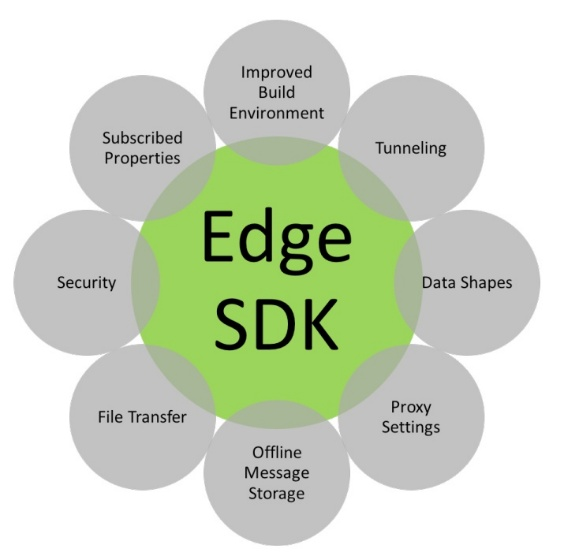 Improved
Build
Environment
Subscribed
Properties
Tunneling
Edge
SDK
Security
Data Shapes
File Transfer
Proxy
Settings
Offline
Message
Storage